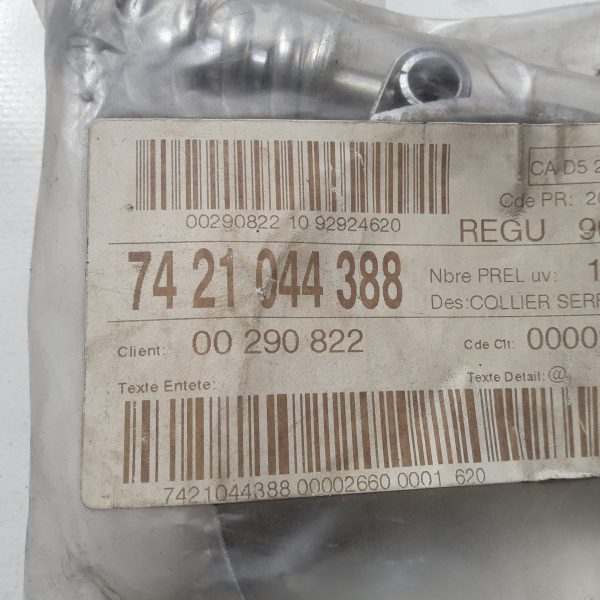 CA D5 2
00290822 10 92924620
Cde PR: 20
REGU 90
74 21 044 388
Nbre PREL uv: 1
Des:COLLIER SERR
Client: 00 290 822
Cde Clt: 0000
Texte Entete:
Texte Detail: @
7421044388 00002660 0001 620